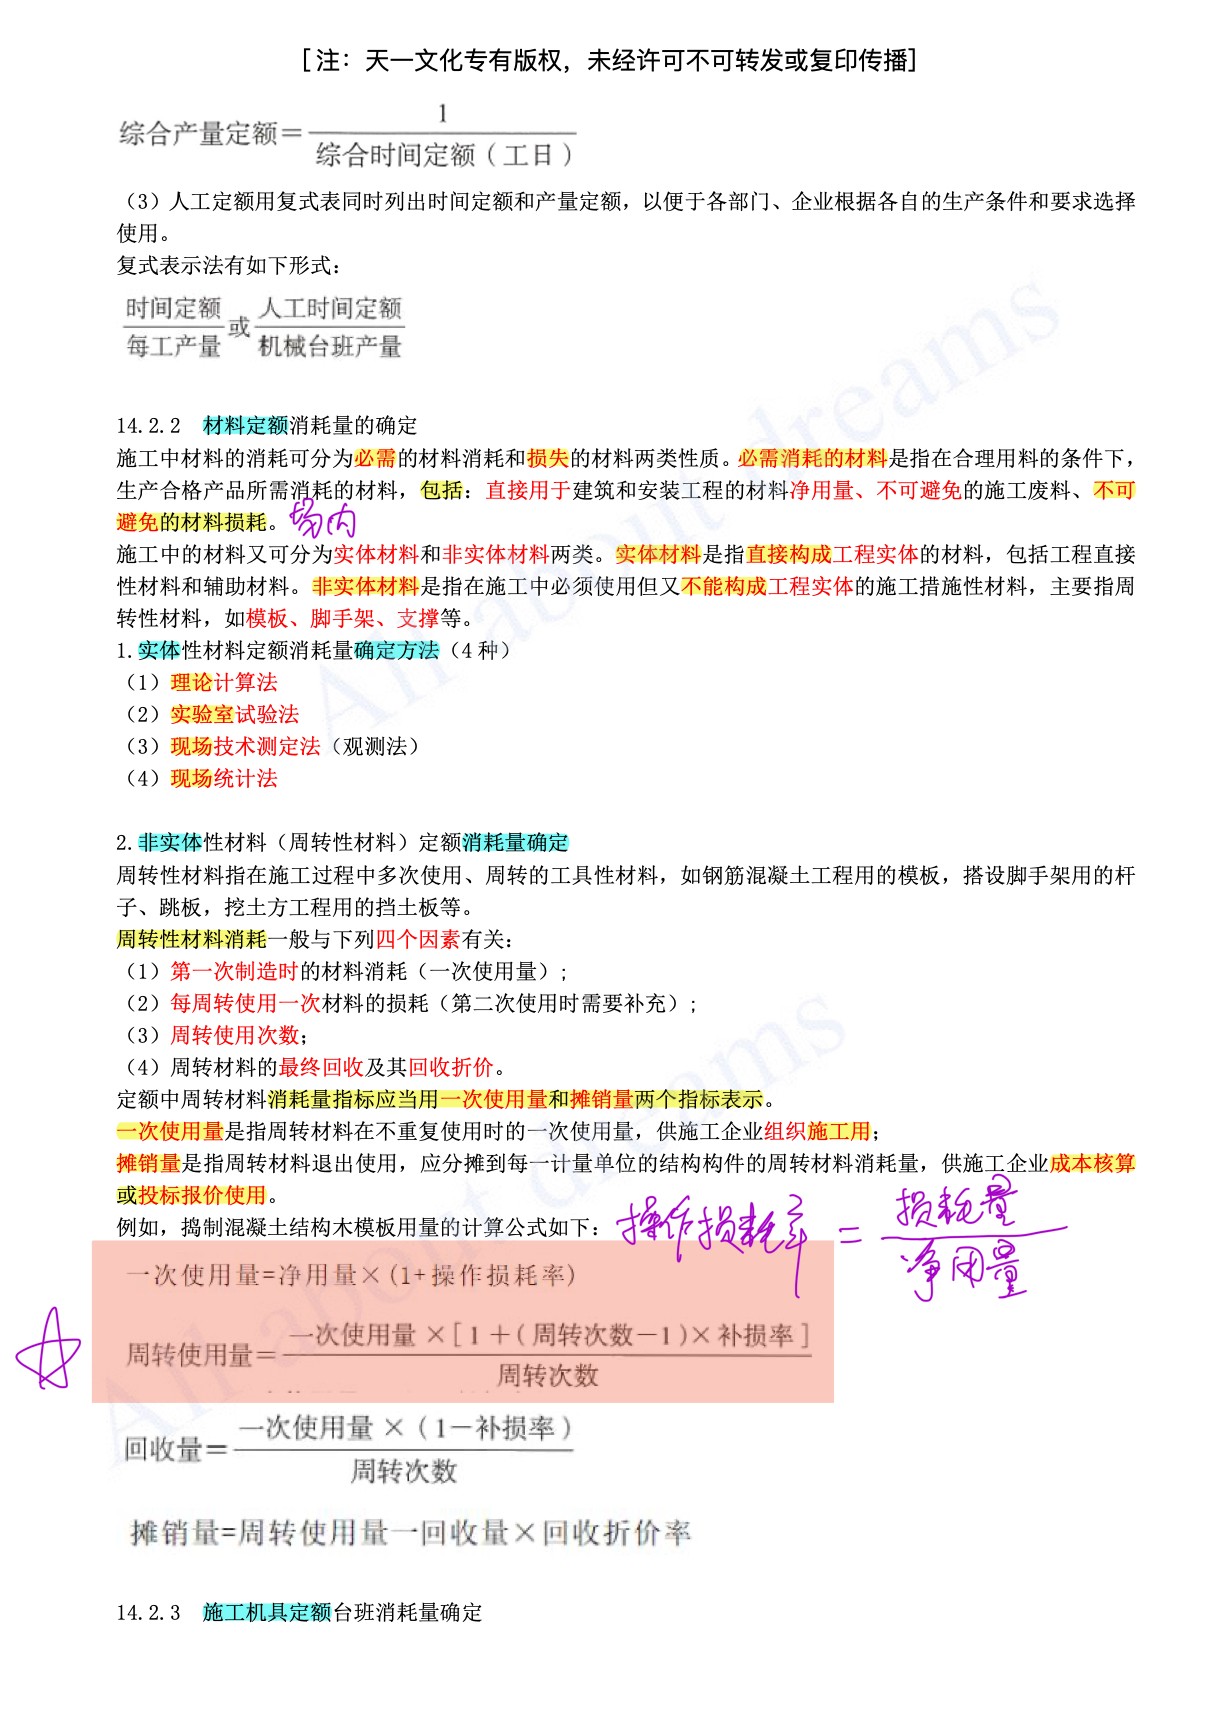 [注：天一文化专有版权，未经许可不可转发或复印传播]
综合产量定额＝1/综合时间定额（工日）
（3）人工定额用复式表同时列出时间定额和产量定额，以便于各部门、企业根据各自的生产条件和要求选择
使用。
复式表示法有如下形式：
时间定额/每工产量 或 人工时间定额/机械台班产量
14.2.2 材料定额消耗量的确定
施工中材料的消耗可分为必需的材料消耗和损失的材料两类性质。必需消耗的材料是指在合理用料的条件下，
生产合格产品所需消耗的材料，包括：直接用于建筑和安装工程的材料净用量、不可避免的施工废料、不可
避免的材料损耗。场内
施工中的材料又可分为实体材料和非实体材料两类。实体材料是指直接构成工程实体的材料，包括工程直接
性材料和辅助材料。非实体材料是指在施工中必须使用但又不能构成工程实体的施工措施性材料，主要指周
转性材料，如模板、脚手架、支撑等。
1.实体性材料定额消耗量确定方法（4种）
（1）理论计算法
（2）实验室试验法
（3）现场技术测定法（观测法）
（4）现场统计法
2.非实体性材料（周转性材料）定额消耗量确定
周转性材料指在施工过程中多次使用、周转的工具性材料，如钢筋混凝土工程用的模板，搭设脚手架用的杆
子、跳板，挖土方工程用的挡土板等。
周转性材料消耗一般与下列四个因素有关：
（1）第一次制造时的材料消耗（一次使用量）；
（2）每周转使用一次材料的损耗（第二次使用时需要补充）；
（3）周转使用次数；
（4）周转材料的最终回收及其回收折价。
定额中周转材料消耗量指标应当用一次使用量和摊销量两个指标表示。
一次使用量是指周转材料在不重复使用时的一次使用量，供施工企业组织施工用；
摊销量是指周转材料退出使用，应分摊到每一计量单位的结构构件的周转材料消耗量，供施工企业成本核算
或投标报价使用。
例如，捣制混凝土结构木模板用量的计算公式如下：
操作损耗率 = 损耗量/净用量
一次使用量=净用量×(1+操作损耗率)
周转使用量＝一次使用量×[1＋(周转次数－1)×补损率]/周转次数
回收量＝一次使用量×(1－补损率)/周转次数
摊销量=周转使用量－回收量×回收折价率
14.2.3 施工机具定额台班消耗量确定
All about dreams
All about dreams